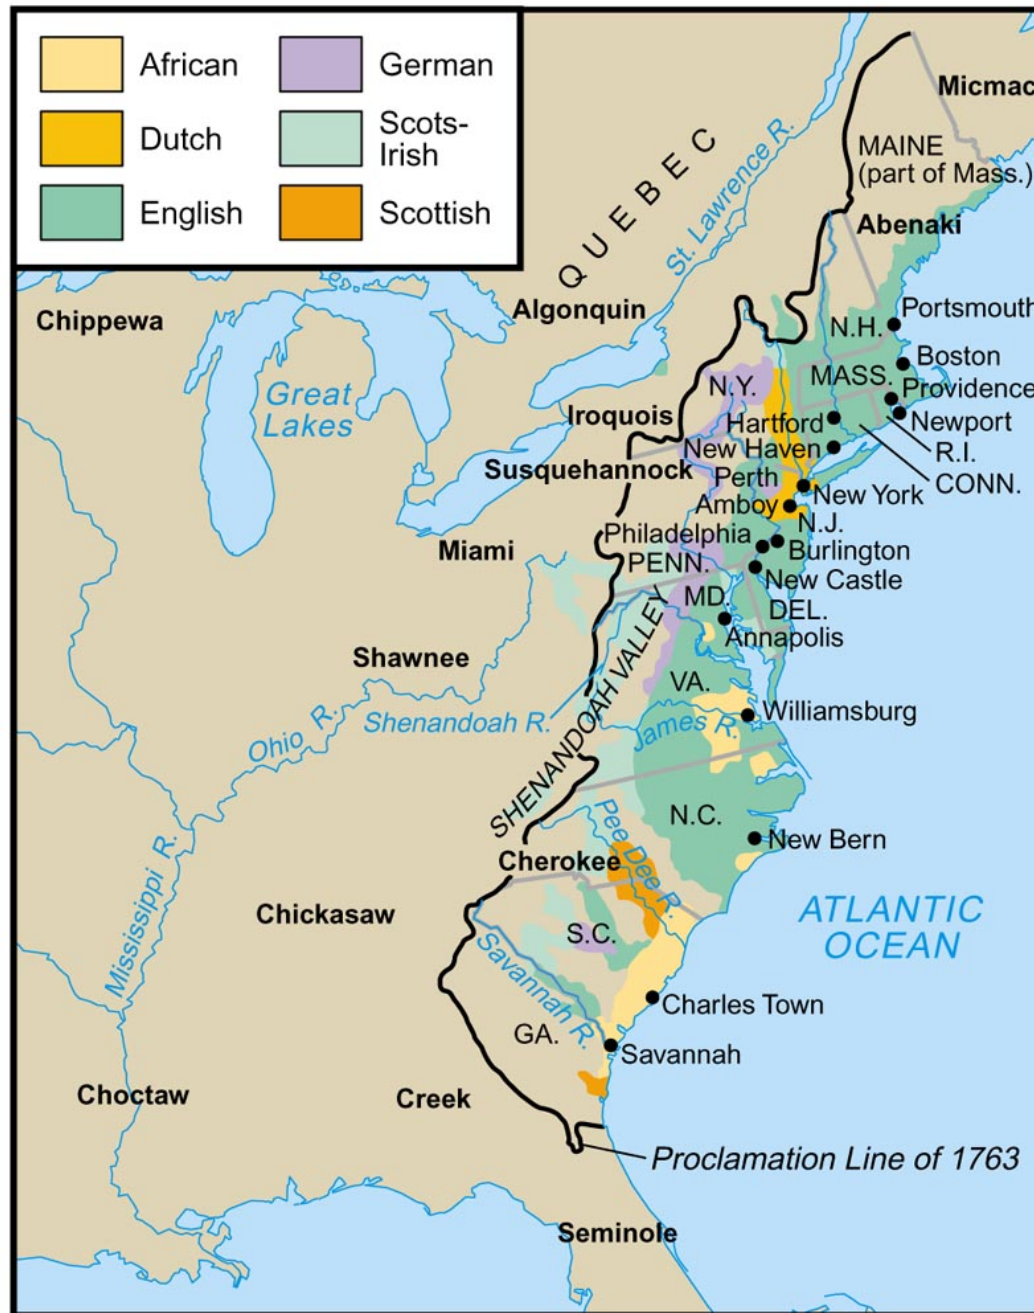 African
Dutch
English
German
Scots-
Irish
Scottish
QUEBEC
St. Lawrence R.
Micmac
MAINE
(part of Mass.)
Abenaki
Chippewa
Algonquin
Great
Lakes
Iroquois
Susquehannock
Miami
Shawnee
N.H.
Portsmouth
Boston
MASS.
Providence
N.Y.
Hartford
Newport
New Haven
R.I.
CONN.
Perth
Amboy
New York
N.J.
Philadelphia
Burlington
PENN.
New Castle
MD.
DEL.
Annapolis
SHENANDOAH VALLEY
Shenandoah R.
Ohio R.
VA.
Williamsburg
James R.
N.C.
New Bern
Pee Dee R.
Cherokee
Mississippi R.
Chickasaw
S.C.
Savannah R.
ATLANTIC
OCEAN
Charles Town
GA.
Savannah
Choctaw
Creek
Proclamation Line of 1763
Seminole